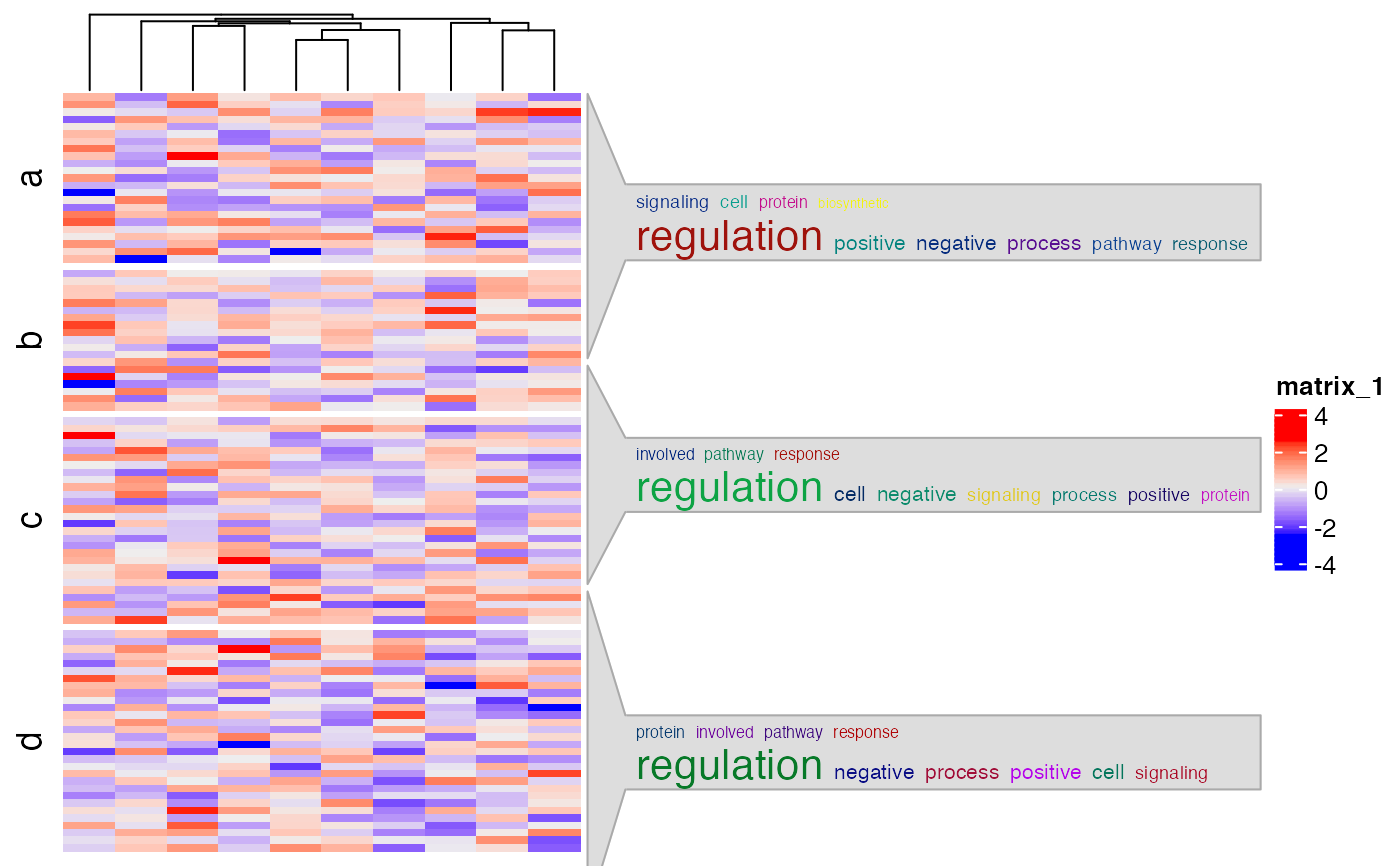 a
signaling cell protein biosynthetic
regulation positive negative process pathway response
b
matrix_1
4
2
0
-2
-4
involved pathway response
regulation cell negative signaling process positive protein
c
d
protein involved pathway response
regulation negative process positive cell signaling